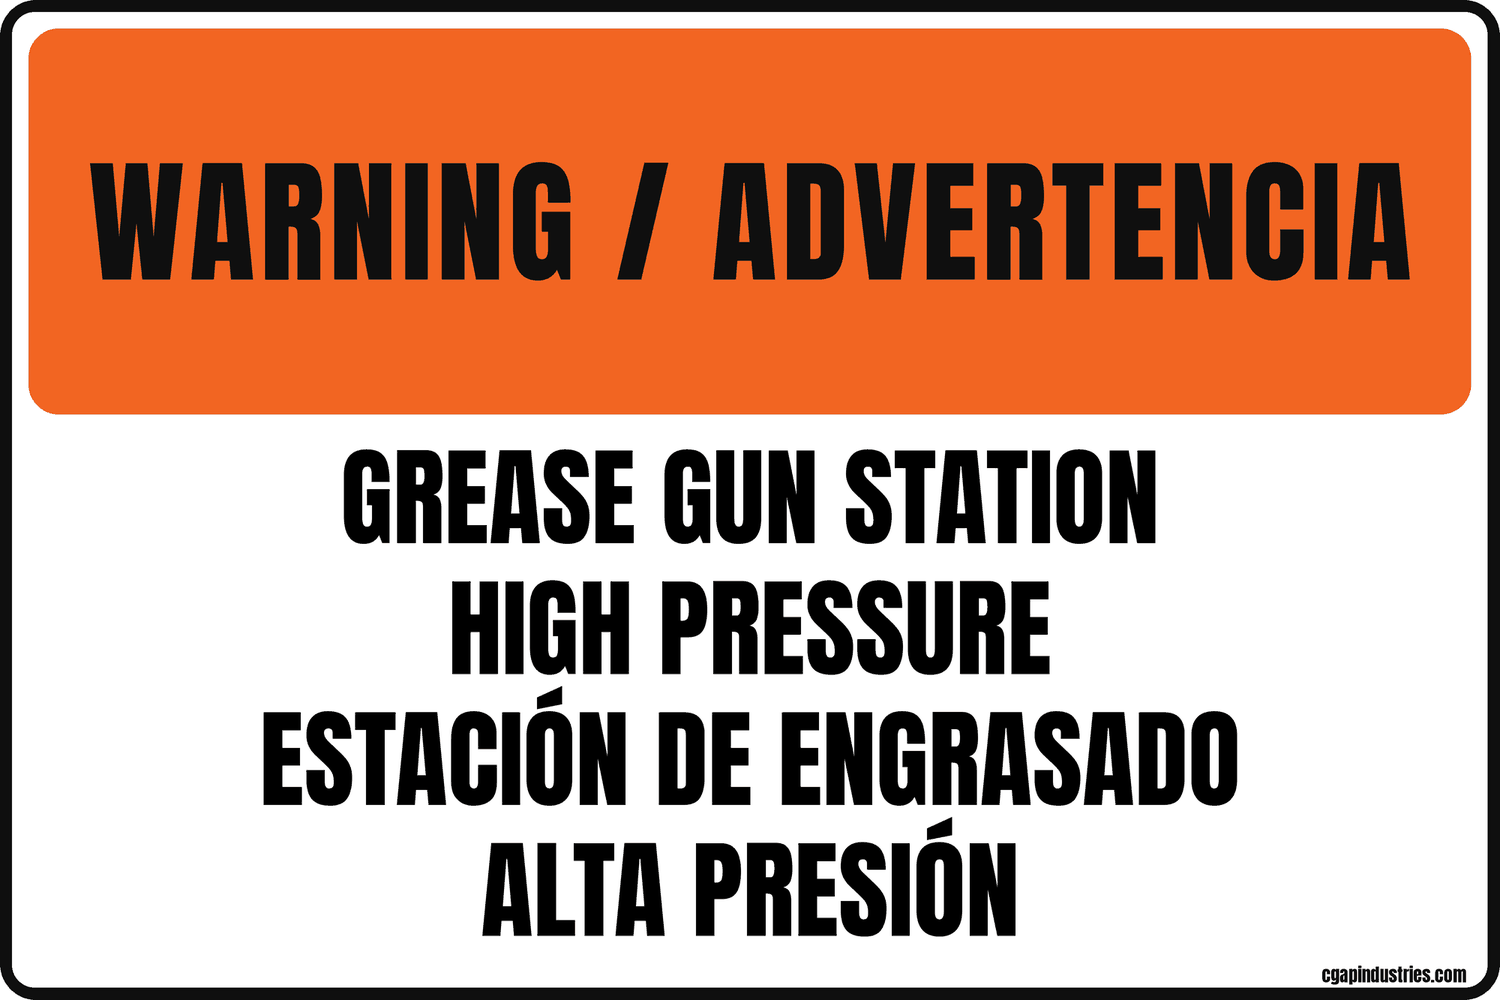 WARNING / ADVERTENCIA
GREASE GUN STATION
HIGH PRESSURE
ESTACIÓN DE ENGRASADO
ALTA PRESIÓN
cgapindustries.com